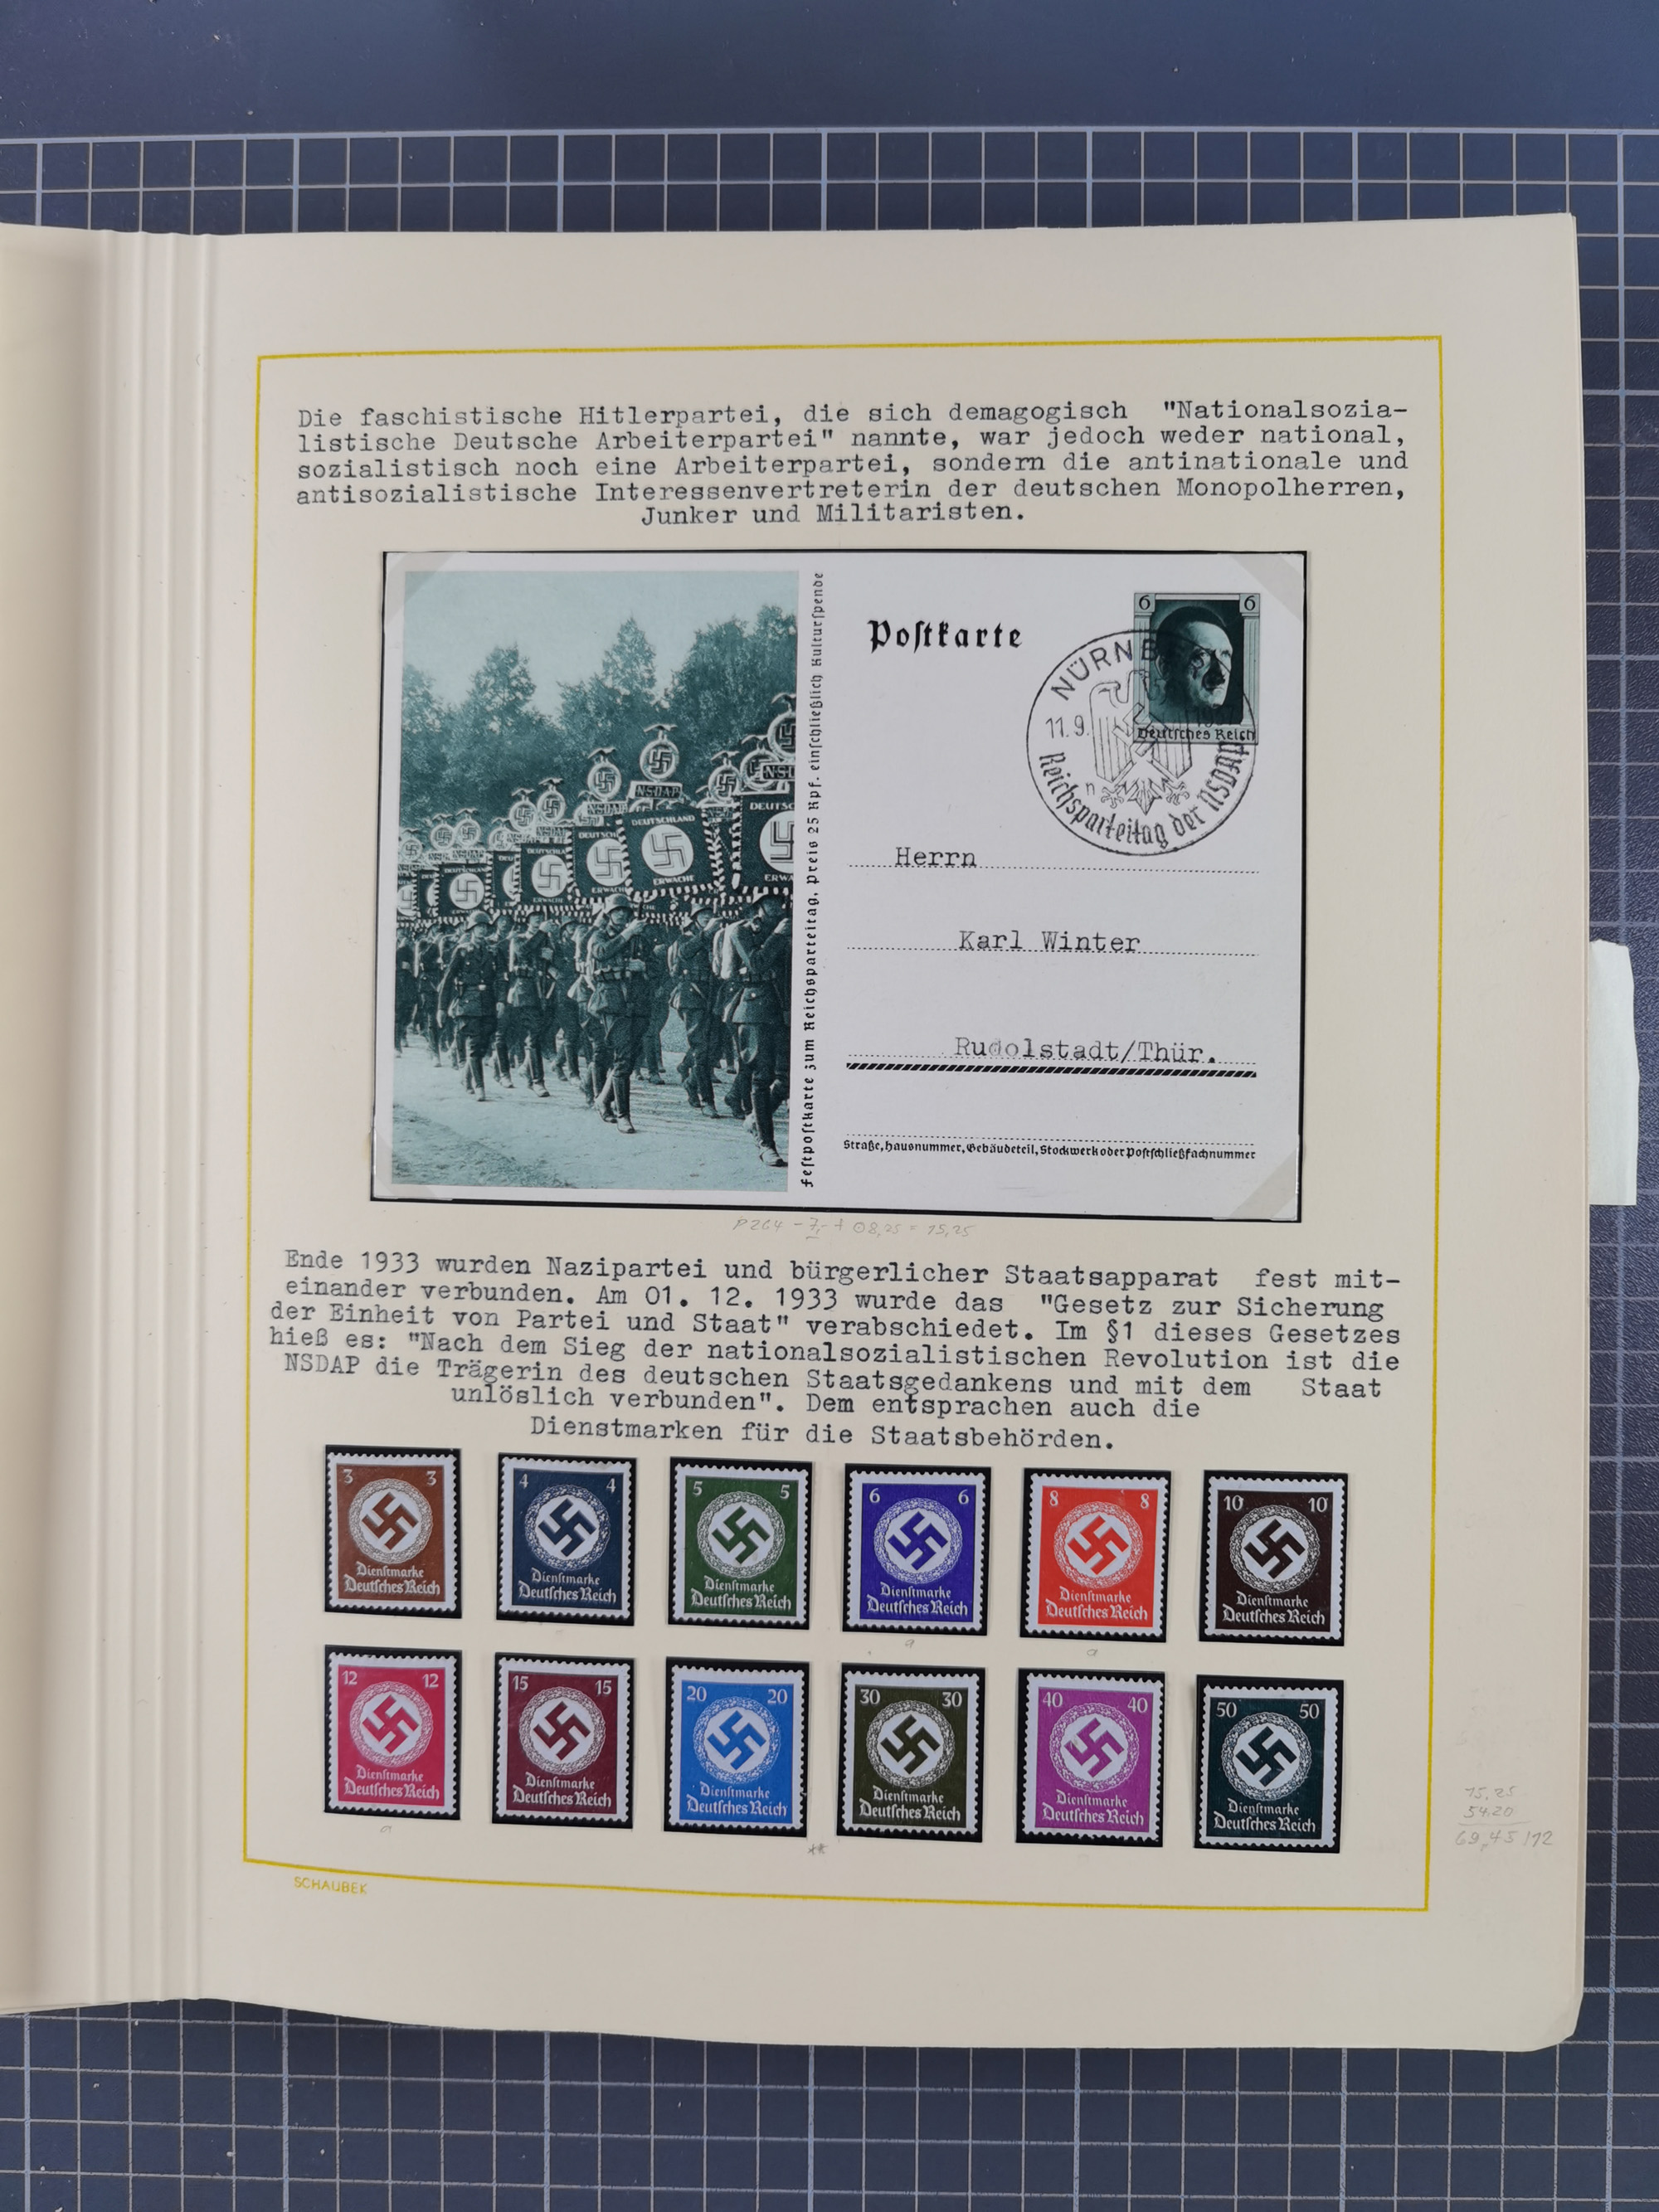 Die faschistische Hitlerpartei, die sich demagogisch "Nationalsozia-
listische Deutsche Arbeiterpartei" nannte, war jedoch weder national,
sozialistisch noch eine Arbeiterpartei, sondern die antinationale und
antisozialistische Interessenvertreterin der deutschen Monopolherren,
Junker und Militaristen.
Festpostkarte zum Reichsparteitag, Preis 25 Rpf. einschließlich Kulturspende
Postkarte
6 6
Deutsches Reich
11.9.
Reichsparteitag der NSDAP
n
NSDAP
DEUTSCHLAND
ERWACHE
Herrn
Karl Winter
Rudolstadt/Thür.
Straße, Hausnummer, Gebäudeteil, Stockwerk oder Postschließfachnummer
Ende 1933 wurden Nazipartei und bürgerlicher Staatsapparat fest mit-
einander verbunden. Am 01. 12. 1933 wurde das "Gesetz zur Sicherung
der Einheit von Partei und Staat" verabschiedet. Im §1 dieses Gesetzes
hieß es: "Nach dem Sieg der nationalsozialistischen Revolution ist die
NSDAP die Trägerin des deutschen Staatsgedankens und mit dem Staat
unlöslich verbunden". Dem entsprachen auch die
Dienstmarken für die Staatsbehörden.
3 3
Dienstmarke
Deutsches Reich
4 4
Dienstmarke
Deutsches Reich
5 5
Dienstmarke
Deutsches Reich
6 6
Dienstmarke
Deutsches Reich
8 8
Dienstmarke
Deutsches Reich
10 10
Dienstmarke
Deutsches Reich
a
a
12 12
Dienstmarke
Deutsches Reich
15 15
Dienstmarke
Deutsches Reich
20 20
Dienstmarke
Deutsches Reich
30 30
Dienstmarke
Deutsches Reich
40 40
Dienstmarke
Deutsches Reich
50 50
Dienstmarke
Deutsches Reich
a
**
15,25
54,20
69,45/12
SCHAUBEK